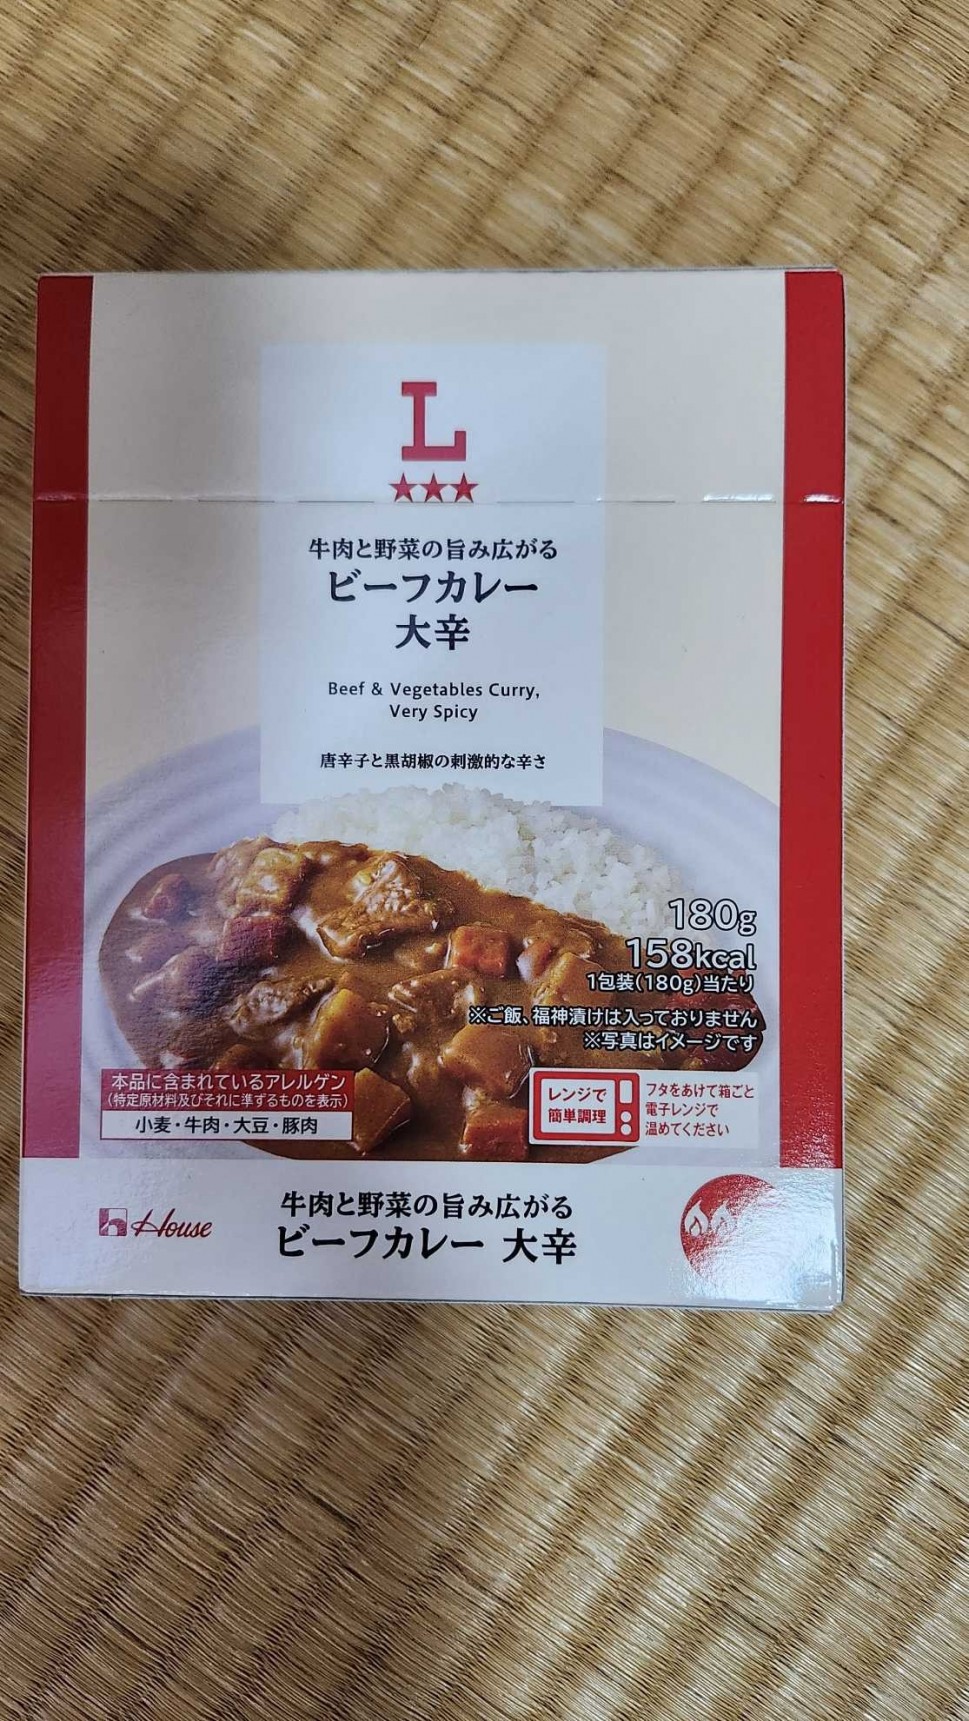 L
★★★
牛肉と野菜の旨み広がる
ビーフカレー
大辛
Beef & Vegetables Curry,
Very Spicy
唐辛子と黒胡椒の刺激的な辛さ
180g
158kcal
1包装(180g)当たり
※ご飯、福神漬けは入っておりません
※写真はイメージです
本品に含まれているアレルゲン
(特定原材料及びそれに準ずるものを表示)
小麦・牛肉・大豆・豚肉
レンジで
簡単調理
フタをあけて箱ごと
電子レンジで
温めてください
House
牛肉と野菜の旨み広がる
ビーフカレー 大辛